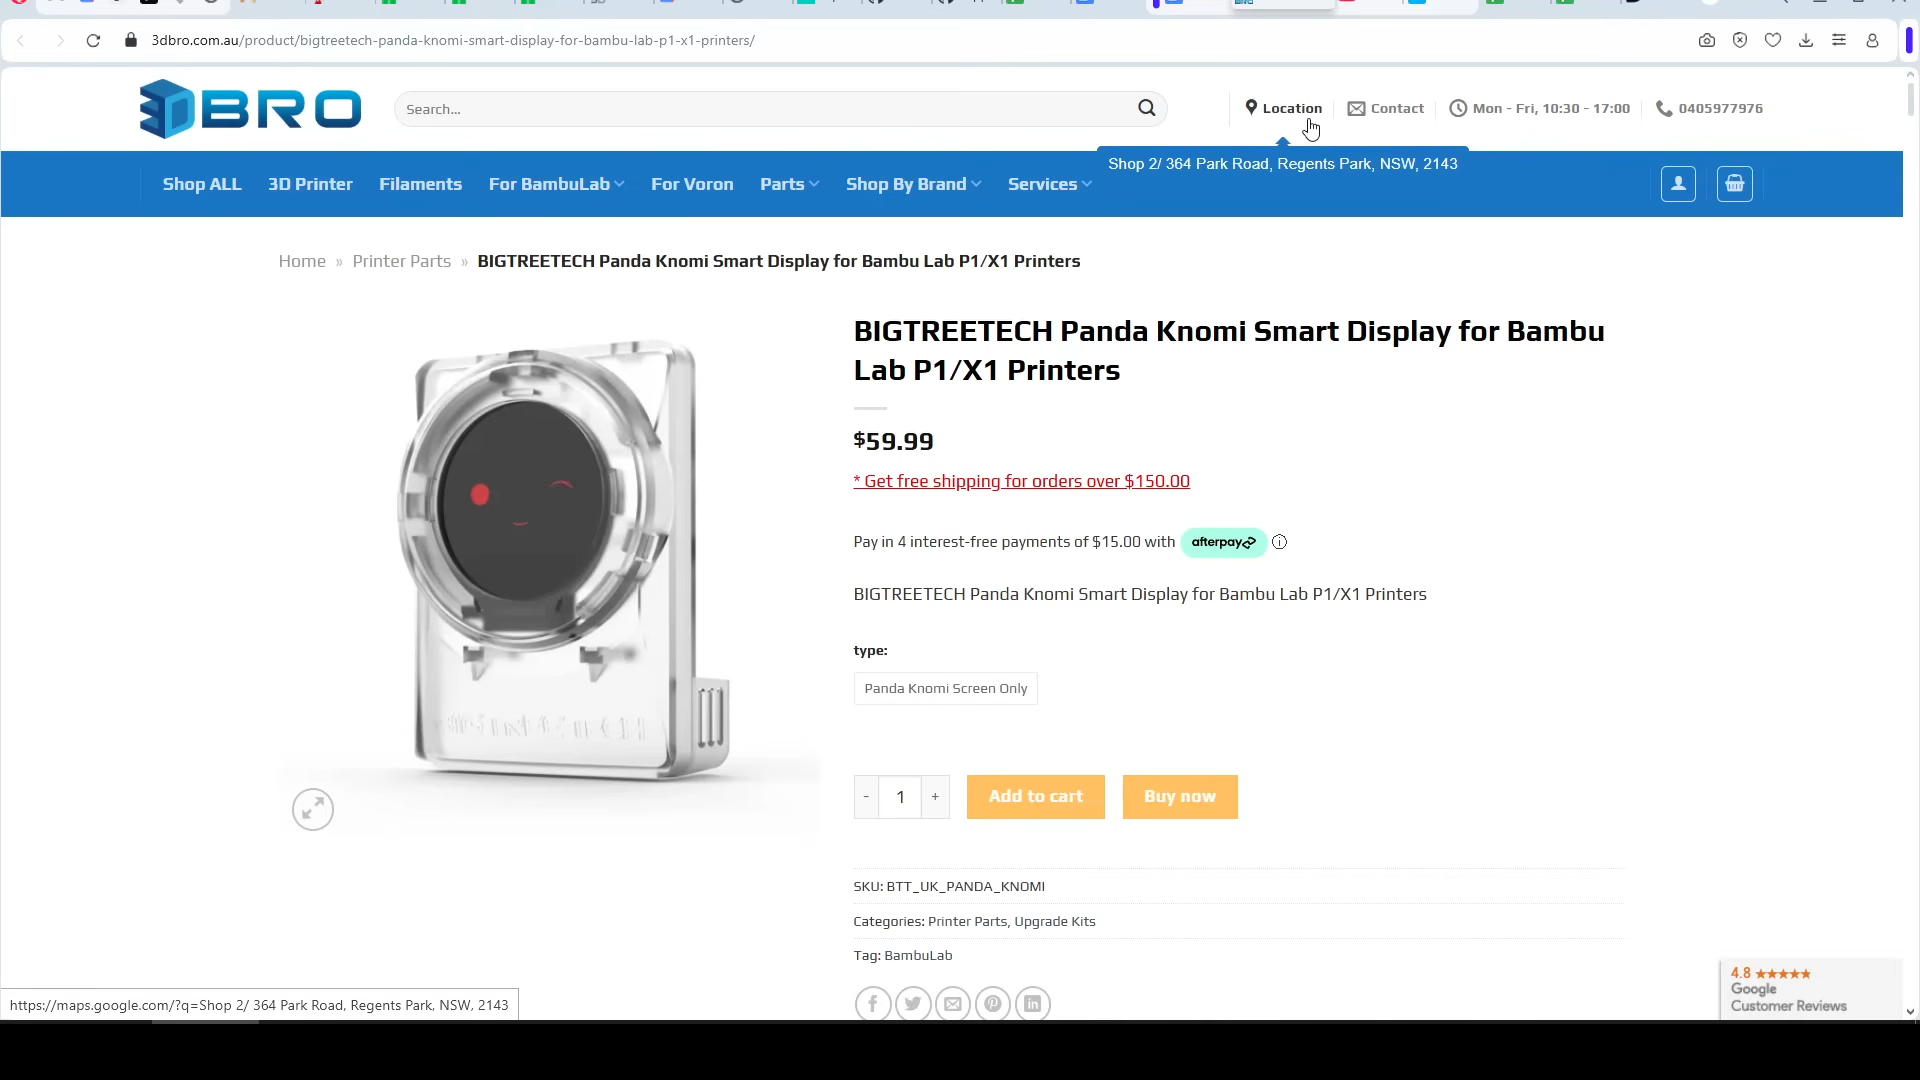 3dbro.com.au/product/bigtreetech-panda-knomi-smart-display-for-bambu-lab-p1-x1-printers/
3DBRO
Search...
Location
Contact
Mon - Fri, 10:30 - 17:00
0405977976
Shop 2/ 364 Park Road, Regents Park, NSW, 2143
Shop ALL
3D Printer
Filaments
For BambuLab
For Voron
Parts
Shop By Brand
Services
Home » Printer Parts » BIGTREETECH Panda Knomi Smart Display for Bambu Lab P1/X1 Printers
BIGTREETECH Panda Knomi Smart Display for Bambu
Lab P1/X1 Printers
$59.99
* Get free shipping for orders over $150.00
Pay in 4 interest-free payments of $15.00 with afterpay
BIGTREETECH Panda Knomi Smart Display for Bambu Lab P1/X1 Printers
type:
Panda Knomi Screen Only
- 1 +
Add to cart
Buy now
SKU: BTT_UK_PANDA_KNOMI
Categories: Printer Parts, Upgrade Kits
Tag: BambuLab
4.8 ★★★★★
Google
Customer Reviews
https://maps.google.com/?q=Shop 2/ 364 Park Road, Regents Park, NSW, 2143